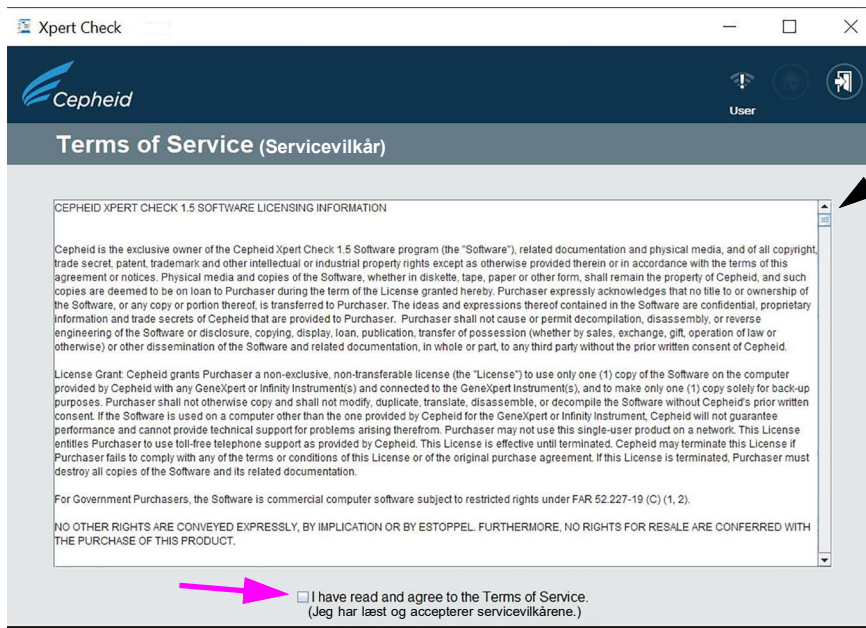 Xpert Check
Cepheid
User
Terms of Service (Servicevilkår)
CEPHEID XPERT CHECK 1.5 SOFTWARE LICENSING INFORMATION
Cepheid is the exclusive owner of the Cepheid Xpert Check 1.5 Software program (the "Software"), related documentation and physical media, and of all copyright,
trade secret, patent, trademark and other intellectual or industrial property rights except as otherwise provided therein or in accordance with the terms of this
agreement or notices. Physical media and copies of the Software, whether in diskette, tape, paper or other form, shall remain the property of Cepheid, and such
copies are deemed to be on loan to Purchaser during the term of the License granted hereby. Purchaser expressly acknowledges that no title to or ownership of
the Software, or any copy or portion thereof, is transferred to Purchaser. The ideas and expressions thereof contained in the Software are confidential, proprietary
information and trade secrets of Cepheid that are provided to Purchaser. Purchaser shall not cause or permit decompilation, disassembly, or reverse
engineering of the Software or disclosure, copying, display, loan, publication, transfer of possession (whether by sales, exchange, gift, operation of law or
otherwise) or other dissemination of the Software and related documentation, in whole or part, to any third party without the prior written consent of Cepheid.
License Grant: Cepheid grants Purchaser a non-exclusive, non-transferable license (the "License") to use only one (1) copy of the Software on the computer
provided by Cepheid with any GeneXpert or Infinity Instrument(s) and connected to the GeneXpert Instrument(s), and to make only one (1) copy solely for back-up
purposes. Purchaser shall not otherwise copy and shall not modify, duplicate, translate, disassemble, or decompile the Software without Cepheid's prior written
consent. If the Software is used on a computer other than the one provided by Cepheid for the GeneXpert or Infinity Instrument, Cepheid will not guarantee
performance and cannot provide technical support for problems arising therefrom. Purchaser may not use this single-user product on a network. This License
entitles Purchaser to use toll-free telephone support as provided by Cepheid. This License is effective until terminated. Cepheid may terminate this License if
Purchaser fails to comply with any of the terms or conditions of this License or of the original purchase agreement. If this License is terminated, Purchaser must
destroy all copies of the Software and its related documentation.
For Government Purchasers, the Software is commercial computer software subject to restricted rights under FAR 52.227-19 (C) (1, 2).
NO OTHER RIGHTS ARE CONVEYED EXPRESSLY, BY IMPLICATION OR BY ESTOPPEL. FURTHERMORE, NO RIGHTS FOR RESALE ARE CONFERRED WITH
THE PURCHASE OF THIS PRODUCT.
I have read and agree to the Terms of Service.
(Jeg har læst og accepterer servicevilkårene.)